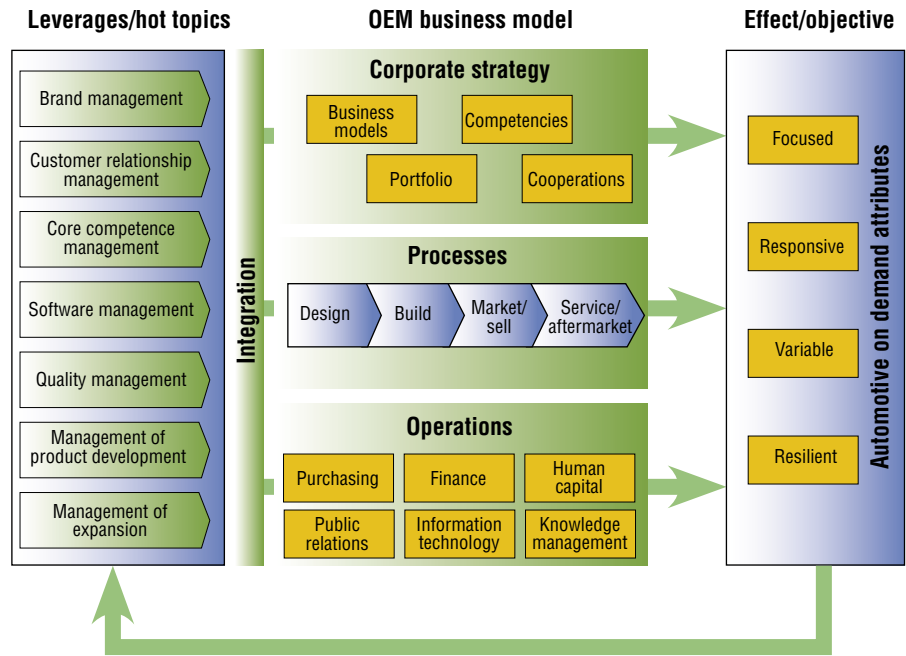 Leverages/hot topics
Brand management
Customer relationship
management
Core competence
management
Software management
Quality management
Management of
product development
Management of
expansion
Integration
OEM business model
Corporate strategy
Business
models
Competencies
Portfolio
Cooperations
Processes
Design
Build
Market/
sell
Service/
aftermarket
Operations
Purchasing
Finance
Human
capital
Public
relations
Information
technology
Knowledge
management
Effect/objective
Focused
Responsive
Variable
Resilient
Automotive on demand attributes